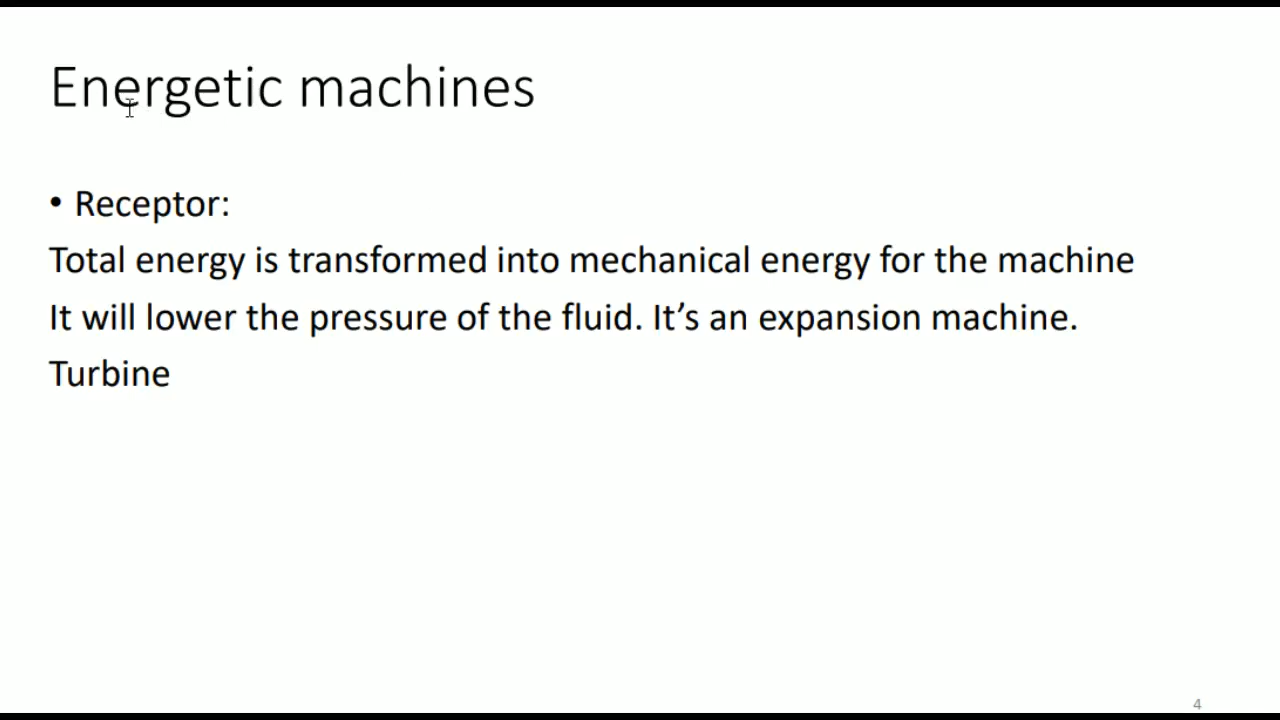 Energetic machines
• Receptor:
Total energy is transformed into mechanical energy for the machine
It will lower the pressure of the fluid. It’s an expansion machine.
Turbine
4